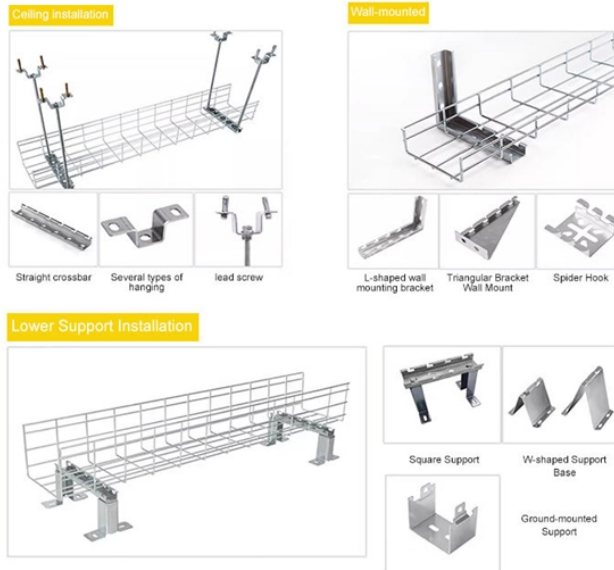 Ceiling installation
Wall-mounted
Straight crossbar
Several types of
hanging
lead screw
L-shaped wall
mounting bracket
Triangular Bracket
Wall Mount
Spider Hook
Lower Support Installation
Square Support
W-shaped Support
Base
Ground-mounted
Support